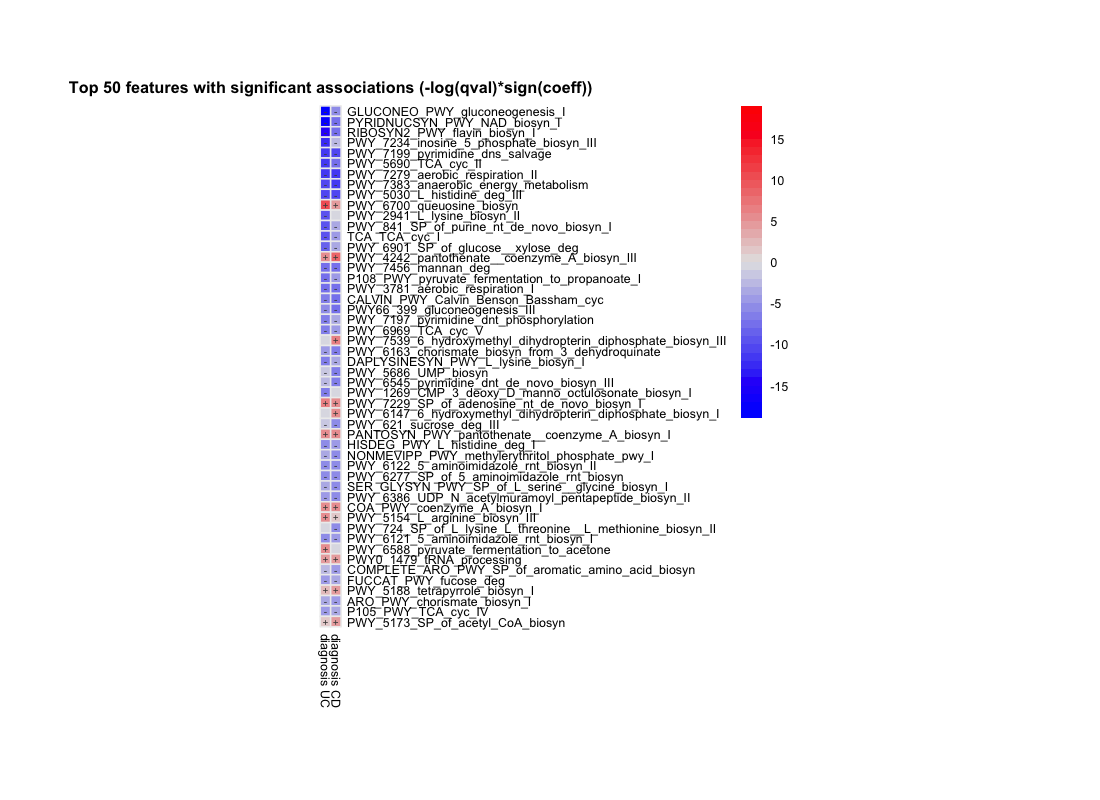 Top 50 features with significant associations (-log(qval)*sign(coeff))
GLUCONEO_PWY_gluconeogenesis_I
PYRIDNUCSYN_PWY_NAD_biosyn_I
RIBOSYN2_PWY_flavin_biosyn_I
PWY_7234_inosine_5_phosphate_biosyn_III
PWY_7199_pyrimidine_dns_salvage
PWY_5690_TCA_cyc_II
PWY_7279_aerobic_respiration_II
PWY_7383_anaerobic_energy_metabolism
PWY_5030_L_histidine_deg_III
PWY_6700_queuosine_biosyn
PWY_2941_L_lysine_biosyn_II
PWY_841_SP_of_purine_nt_de_novo_biosyn_I
TCA_TCA_cyc_I
PWY_6901_SP_of_glucose__xylose_deg
PWY_4242_pantothenate__coenzyme_A_biosyn_III
PWY_7456_mannan_deg
P108_PWY_pyruvate_fermentation_to_propanoate_I
PWY_3781_aerobic_respiration_I
CALVIN_PWY_Calvin_Benson_Bassham_cyc
PWY66_399_gluconeogenesis_III
PWY_7197_pyrimidine_dnt_phosphorylation
PWY_6969_TCA_cyc_V
PWY_7539_6_hydroxymethyl_dihydropterin_diphosphate_biosyn_III
PWY_6163_chorismate_biosyn_from_3_dehydroquinate
DAPLYSINESYN_PWY_L_lysine_biosyn_I
PWY_5686_UMP_biosyn
PWY_6545_pyrimidine_dnt_de_novo_biosyn_III
PWY_1269_CMP_3_deoxy_D_manno_octulosonate_biosyn_I
PWY_7229_SP_of_adenosine_nt_de_novo_biosyn_I
PWY_6147_6_hydroxymethyl_dihydropterin_diphosphate_biosyn_I
PWY_621_sucrose_deg_III
PANTOSYN_PWY_pantothenate__coenzyme_A_biosyn_I
HISDEG_PWY_L_histidine_deg_I
NONMEVIPP_PWY_methylerythritol_phosphate_pwy_I
PWY_6122_5_aminoimidazole_rnt_biosyn_II
PWY_6277_SP_of_5_aminoimidazole_rnt_biosyn
SER_GLYSYN_PWY_SP_of_L_serine__glycine_biosyn_I
PWY_6386_UDP_N_acetylmuramoyl_pentapeptide_biosyn_II
COA_PWY_coenzyme_A_biosyn_I
PWY_5154_L_arginine_biosyn_III
PWY_724_SP_of_L_lysine_L_threonine__L_methionine_biosyn_II
PWY_6121_5_aminoimidazole_rnt_biosyn_I
PWY_6588_pyruvate_fermentation_to_acetone
PWY0_1479_tRNA_processing
COMPLETE_ARO_PWY_SP_of_aromatic_amino_acid_biosyn
FUCCAT_PWY_fucose_deg
PWY_5188_tetrapyrrole_biosyn_I
ARO_PWY_chorismate_biosyn_I
P105_PWY_TCA_cyc_IV
PWY_5173_SP_of_acetyl_CoA_biosyn
diagnosis UC
diagnosis CD
15
10
5
0
-5
-10
-15